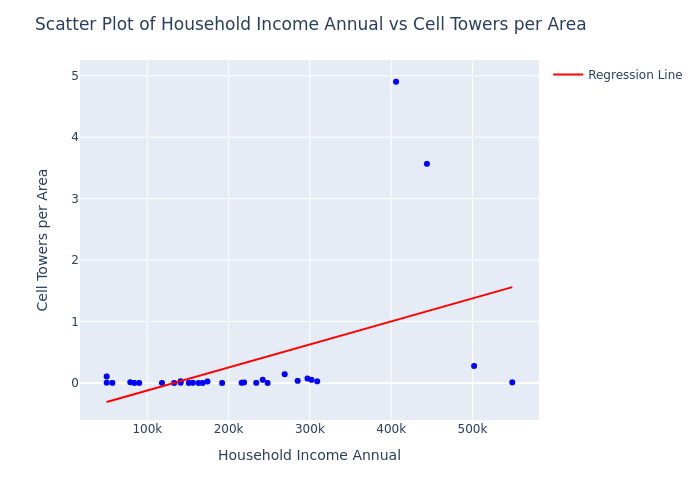 Scatter Plot of Household Income Annual vs Cell Towers per Area
Regression Line
5
4
3
2
1
0
Cell Towers per Area
100k
200k
300k
400k
500k
Household Income Annual